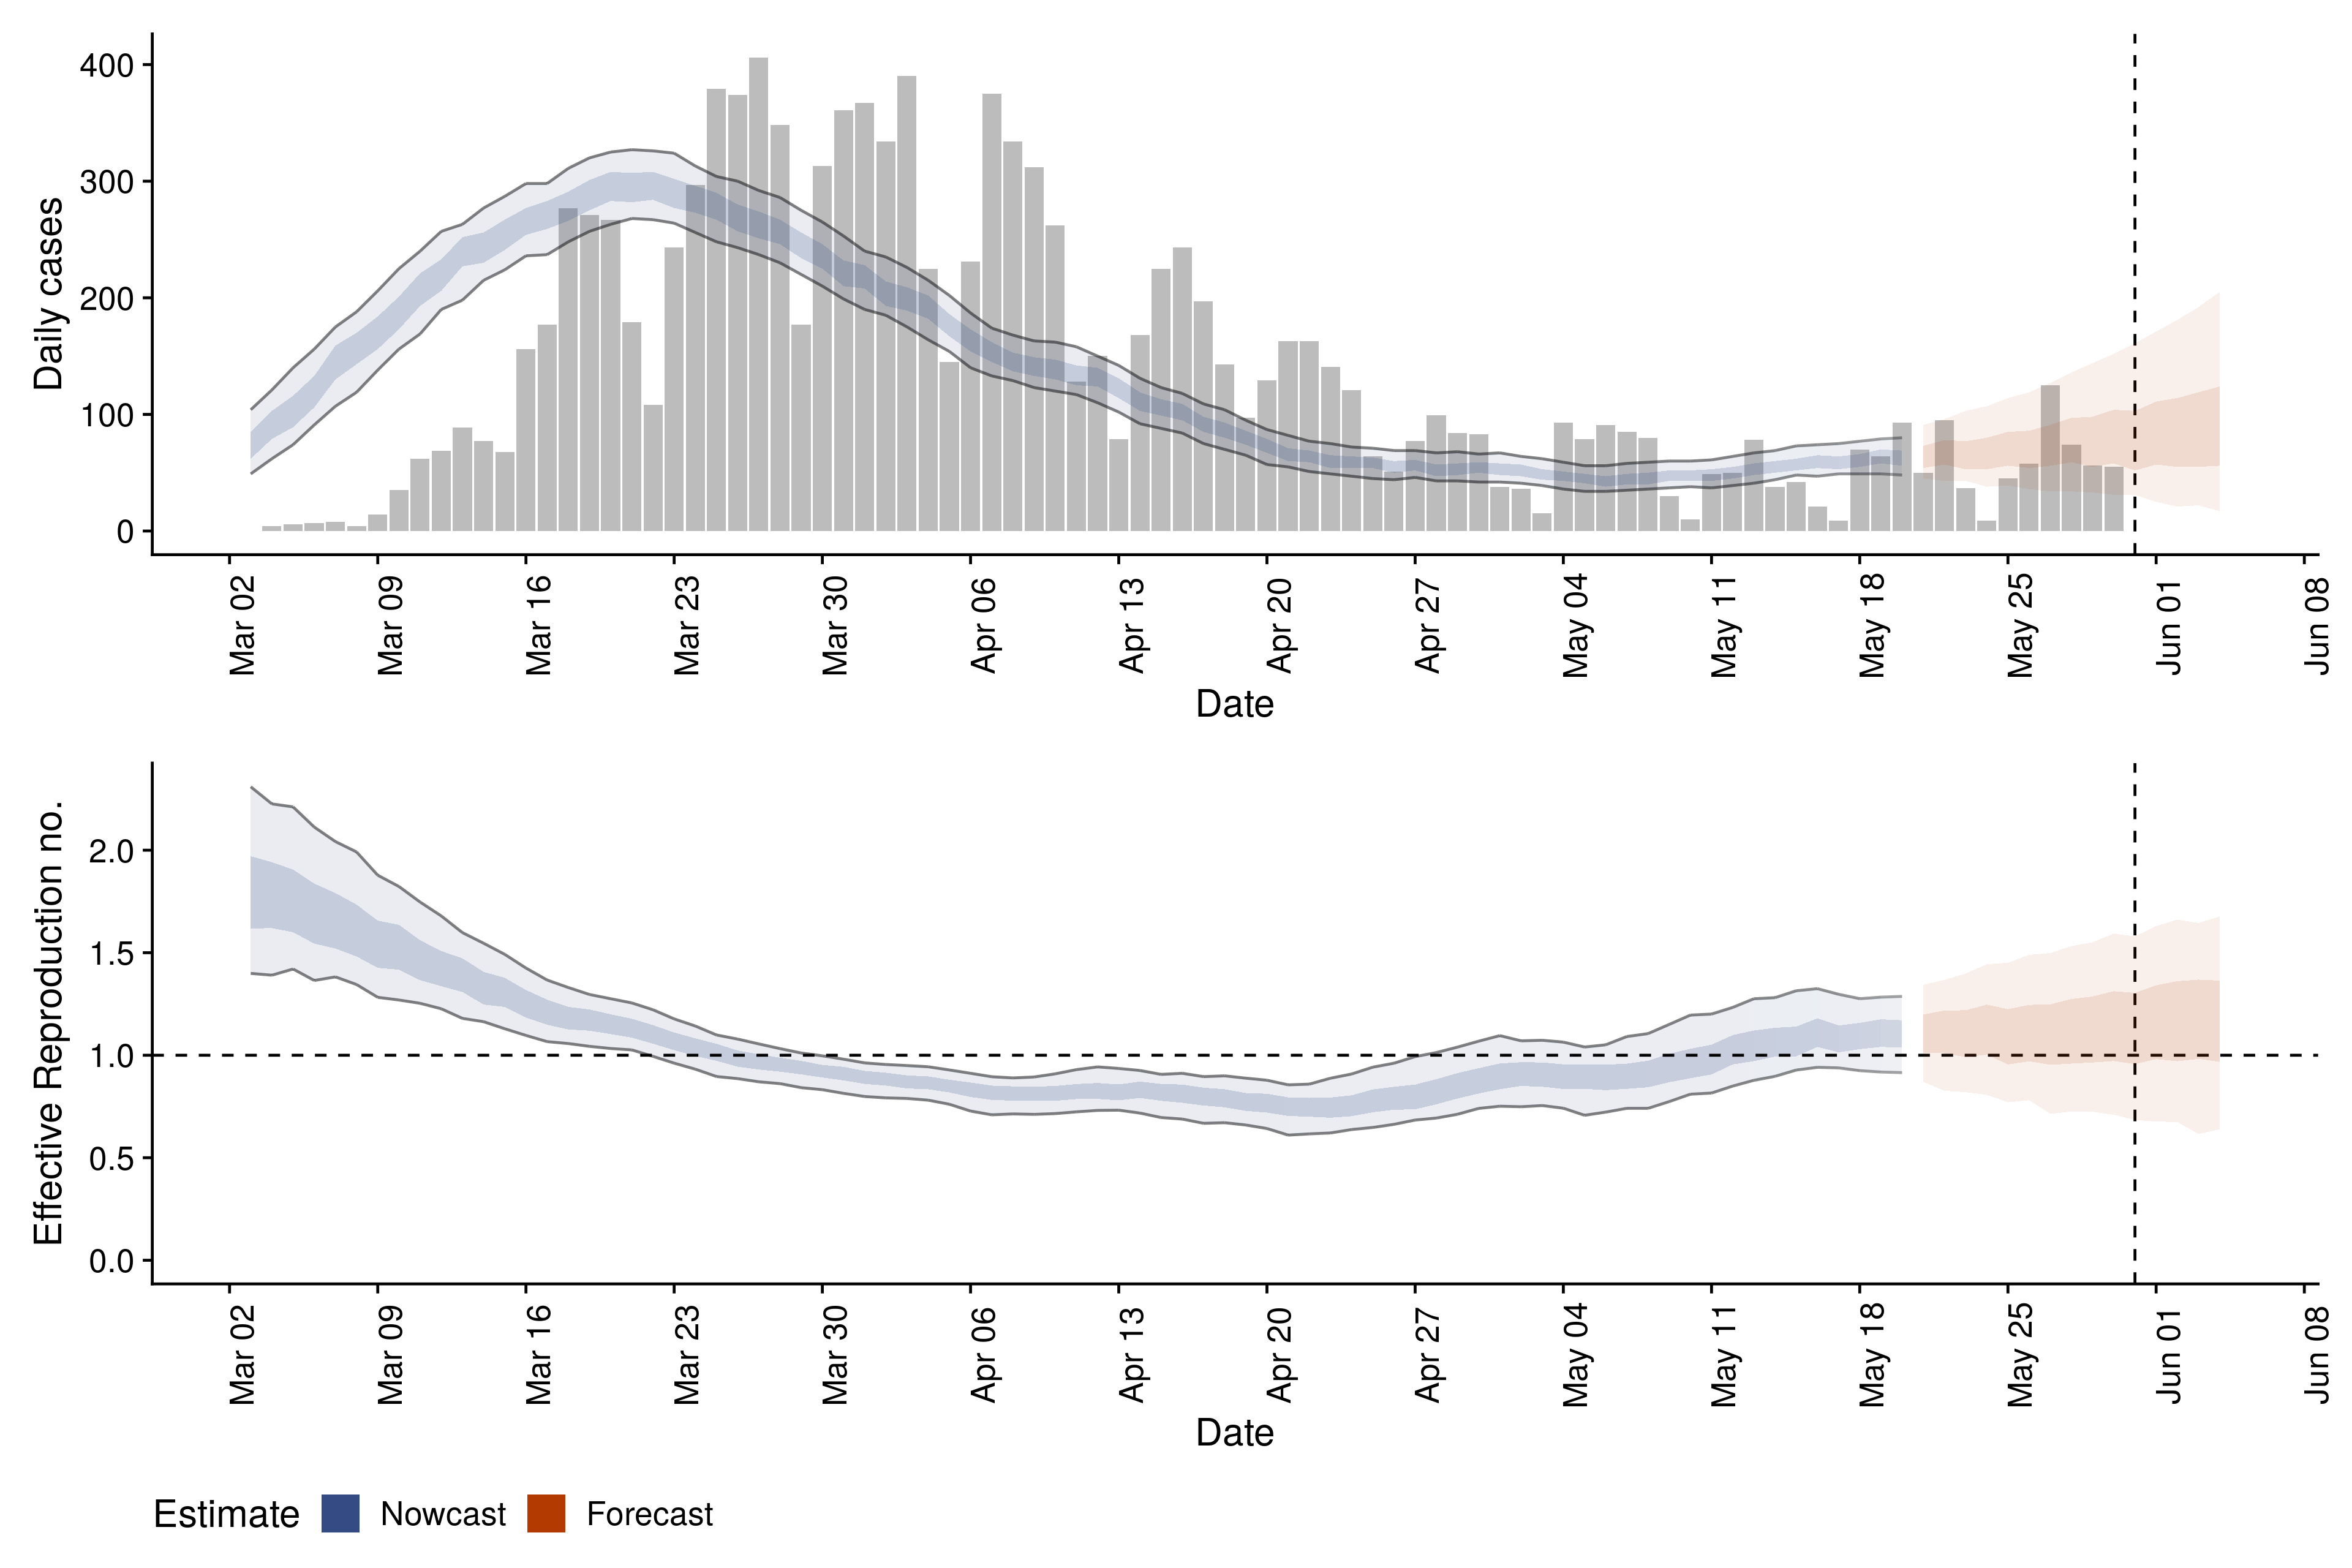 Daily cases
400
300
200
100
0
Mar 02
Mar 09
Mar 16
Mar 23
Mar 30
Apr 06
Apr 13
Apr 20
Apr 27
May 04
May 11
May 18
May 25
Jun 01
Jun 08
Date
Effective Reproduction no.
2.0
1.5
1.0
0.5
0.0
Mar 02
Mar 09
Mar 16
Mar 23
Mar 30
Apr 06
Apr 13
Apr 20
Apr 27
May 04
May 11
May 18
May 25
Jun 01
Jun 08
Date
Estimate Nowcast Forecast